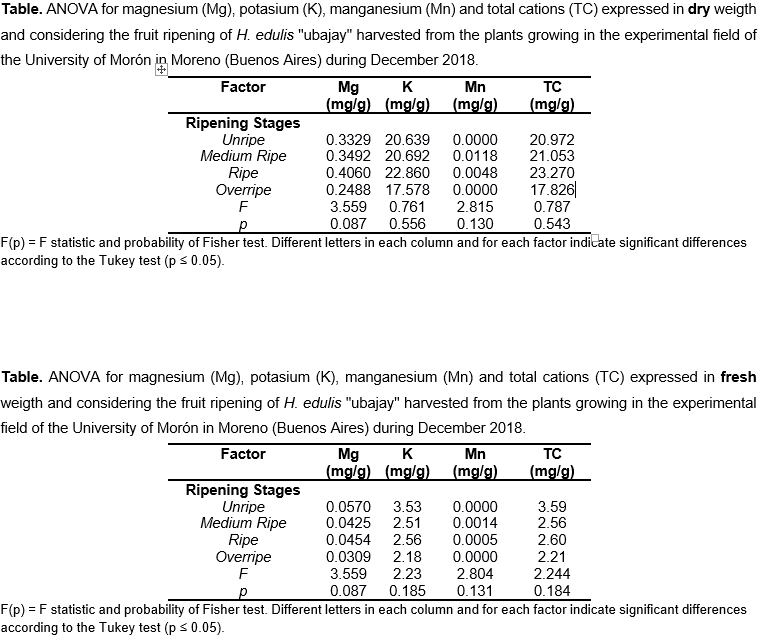 Table. ANOVA for magnesium (Mg), potasium (K), manganesium (Mn) and total cations (TC) expressed in dry weigth
and considering the fruit ripening of H. edulis "ubajay" harvested from the plants growing in the experimental field of
the University of Morón in Moreno (Buenos Aires) during December 2018.
Factor Mg K Mn TC
(mg/g) (mg/g) (mg/g) (mg/g)
Ripening Stages
Unripe 0.3329 20.639 0.0000 20.972
Medium Ripe 0.3492 20.692 0.0118 21.053
Ripe 0.4060 22.860 0.0048 23.270
Overripe 0.2488 17.578 0.0000 17.826
F 3.559 0.761 2.815 0.787
p 0.087 0.556 0.130 0.543
F(p) = F statistic and probability of Fisher test. Different letters in each column and for each factor indicate significant differences
according to the Tukey test (p ≤ 0.05).
Table. ANOVA for magnesium (Mg), potasium (K), manganesium (Mn) and total cations (TC) expressed in fresh
weigth and considering the fruit ripening of H. edulis "ubajay" harvested from the plants growing in the experimental
field of the University of Morón in Moreno (Buenos Aires) during December 2018.
Factor Mg K Mn TC
(mg/g) (mg/g) (mg/g) (mg/g)
Ripening Stages
Unripe 0.0570 3.53 0.0000 3.59
Medium Ripe 0.0425 2.51 0.0014 2.56
Ripe 0.0454 2.56 0.0005 2.60
Overripe 0.0309 2.18 0.0000 2.21
F 3.559 2.23 2.804 2.244
p 0.087 0.185 0.131 0.184
F(p) = F statistic and probability of Fisher test. Different letters in each column and for each factor indicate significant differences
according to the Tukey test (p ≤ 0.05).